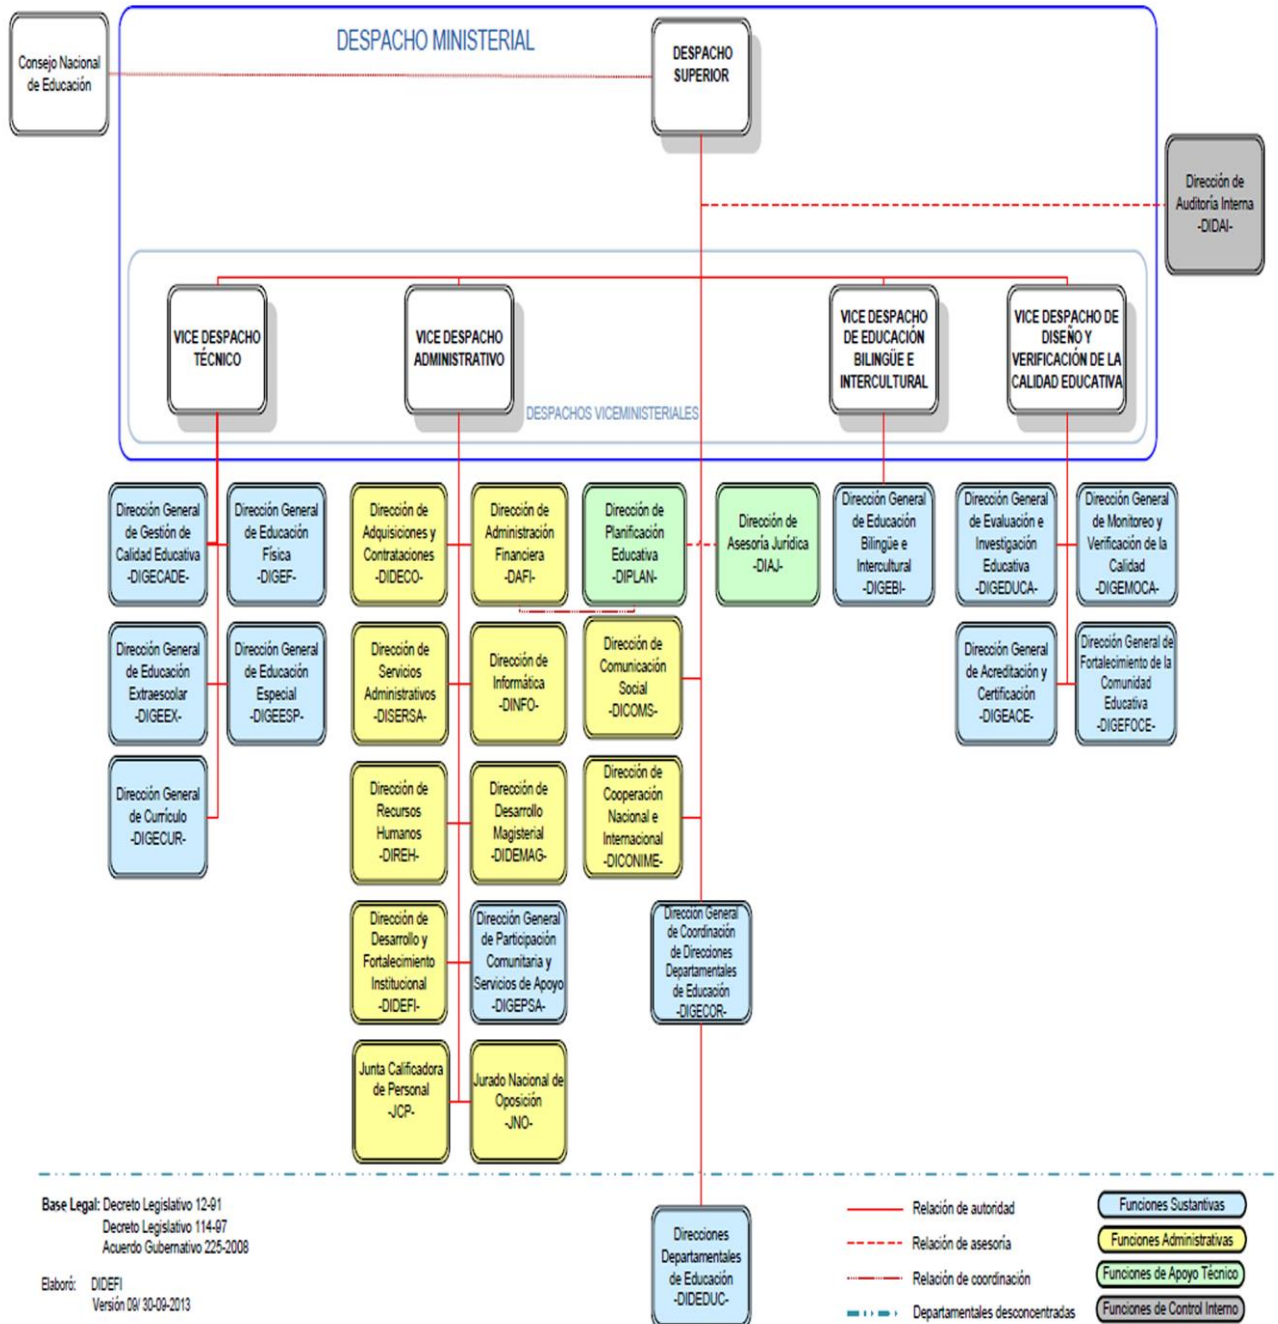 DESPACHO MINISTERIAL
Consejo Nacional
de Educación
DESPACHO
SUPERIOR
Dirección de
Auditoría Interna
-DIDAI-
VICE DESPACHO
TÉCNICO
VICE DESPACHO
ADMINISTRATIVO
VICE DESPACHO
DE EDUCACIÓN
BILINGÜE E
INTERCULTURAL
VICE DESPACHO DE
DISEÑO Y
VERIFICACIÓN DE LA
CALIDAD EDUCATIVA
DESPACHOS VICEMINISTERIALES
Dirección General
de Gestión de
Calidad Educativa
-DIGECADE-
Dirección General
de Educación
Física
-DIGEF-
Dirección de
Adquisiciones y
Contrataciones
-DIDECO-
Dirección de
Administración
Financiera
-DAFI-
Dirección de
Planificación
Educativa
-DIPLAN-
Dirección de
Asesoría Jurídica
-DIAJ-
Dirección General
de Educación
Bilingüe e
Intercultural
-DIGEBI-
Dirección General
de Evaluación e
Investigación
Educativa
-DIGEDUCA-
Dirección General
de Monitoreo y
Verificación de la
Calidad
-DIGEMOCA-
Dirección General
de Educación
Extraescolar
-DIGEEX-
Dirección General
de Educación
Especial
-DIGEESP-
Dirección de
Servicios
Administrativos
-DISERSA-
Dirección de
Informática
-DINFO-
Dirección de
Comunicación
Social
-DICOMS-
Dirección General
de Acreditación y
Certificación
-DIGEACE-
Dirección General de
Fortalecimiento de la
Comunidad
Educativa
-DIGEFOCE-
Dirección General
de Currículo
-DIGECUR-
Dirección de
Recursos
Humanos
-DIREH-
Dirección de
Desarrollo
Magisterial
-DIDEMAG-
Dirección de
Cooperación
Nacional e
Internacional
-DICONIME-
Dirección de
Desarrollo y
Fortalecimiento
Institucional
-DIDEFI-
Dirección General
de Participación
Comunitaria y
Servicios de Apoyo
-DIGEPSA-
Dirección General
de Coordinación
de Direcciones
Departamentales
de Educación
-DIGECOR-
Junta Calificadora
de Personal
-JCP-
Jurado Nacional de
Oposición
-JNO-
Direcciones
Departamentales
de Educación
-DIDEDUC-
Base Legal: Decreto Legislativo 12-91
Decreto Legislativo 114-97
Acuerdo Gubernativo 225-2008
Elaboró: DIDEFI
Versión 09/ 30-09-2013
Relación de autoridad
Relación de asesoría
Relación de coordinación
Departamentales desconcentradas
Funciones Sustantivas
Funciones Administrativas
Funciones de Apoyo Técnico
Funciones de Control Interno